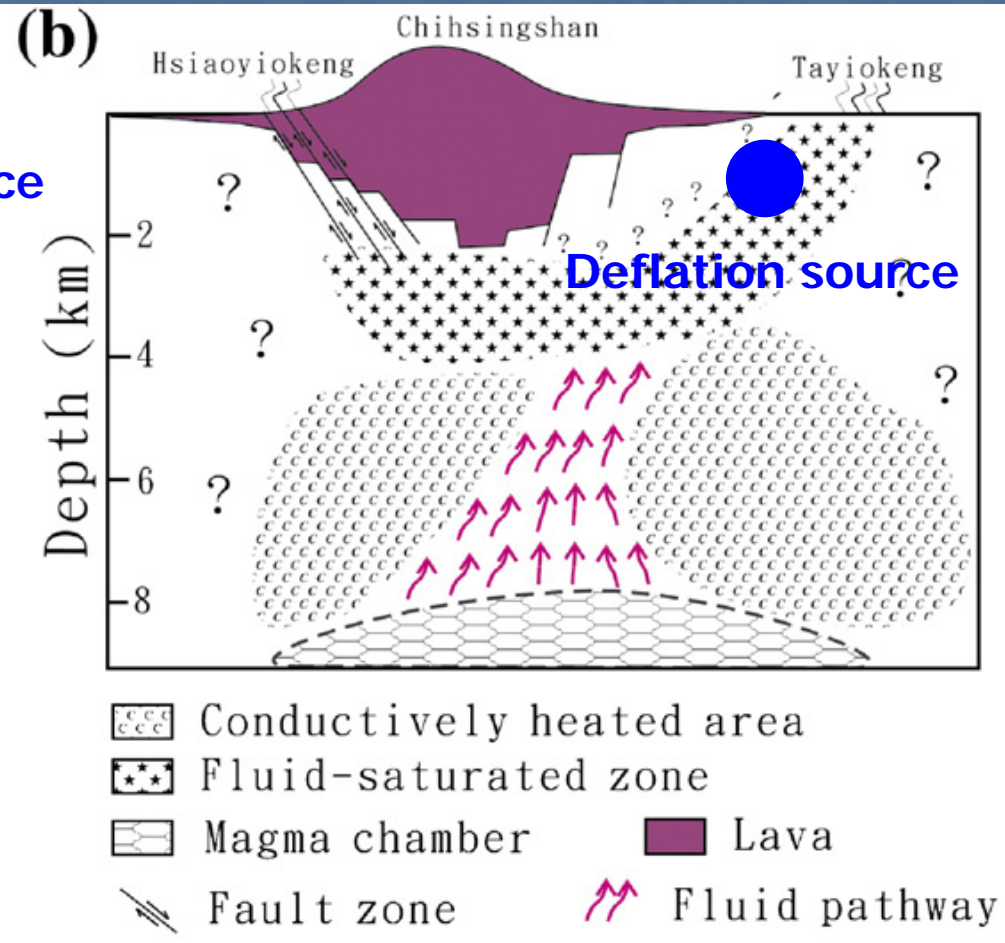 (b)
Chihsingshan
Hsiaoyiokeng
Tayiokeng
?
ce
?
?
?
2
?
?
?
?
?
Deflation source
?
Depth (km)
?
4
?
6
?
8
Conductively heated area
Fluid-saturated zone
Magma chamber
Lava
Fault zone
Fluid pathway